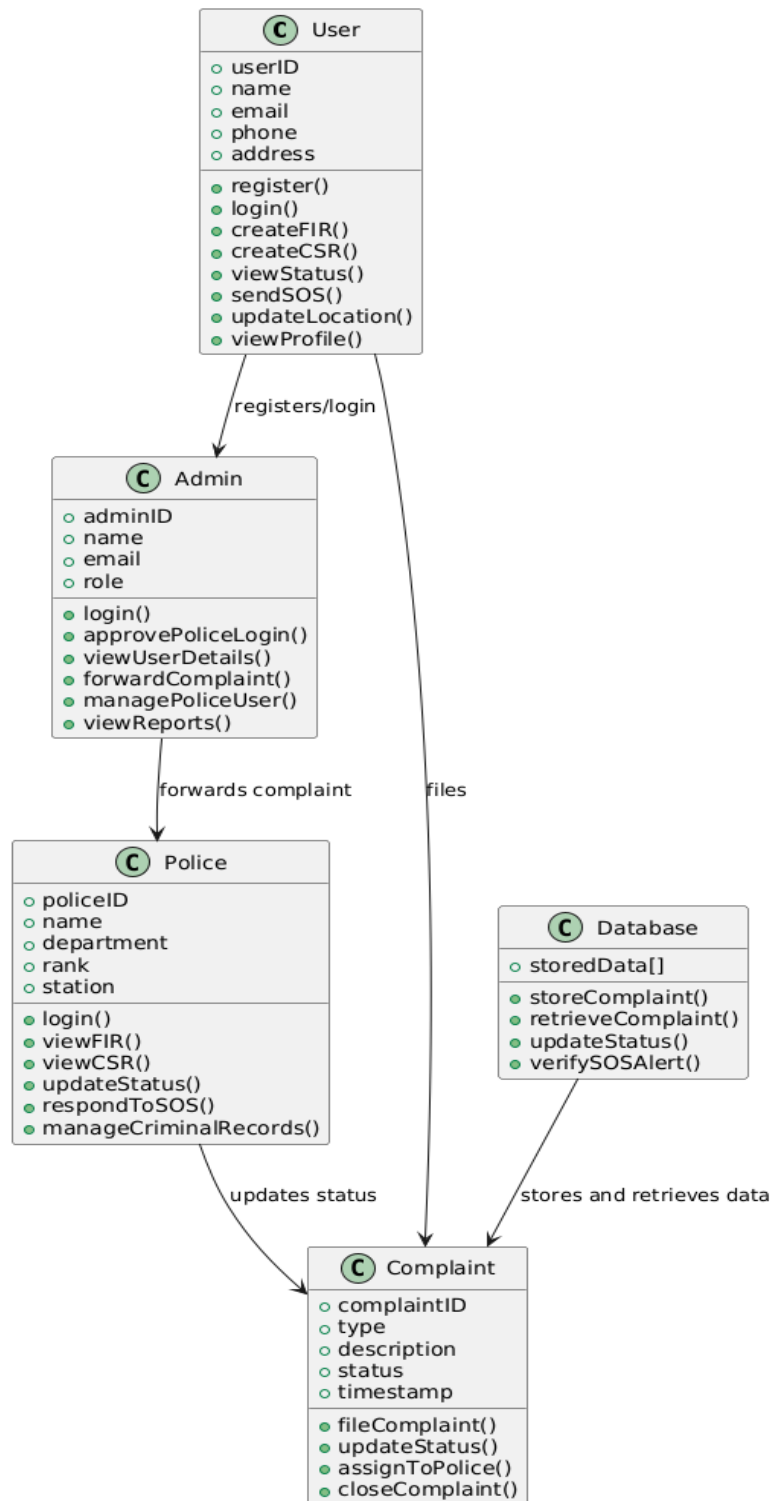 C User
userID
name
email
phone
address
register()
login()
createFIR()
createCSR()
viewStatus()
sendSOS()
updateLocation()
viewProfile()
registers/login
C Admin
adminID
name
email
role
login()
approvePoliceLogin()
viewUserDetails()
forwardComplaint()
managePoliceUser()
viewReports()
forwards complaint
files
C Police
policeID
name
department
rank
station
login()
viewFIR()
viewCSR()
updateStatus()
respondToSOS()
manageCriminalRecords()
C Database
storedData[]
storeComplaint()
retrieveComplaint()
updateStatus()
verifySOSAlert()
updates status
stores and retrieves data
C Complaint
complaintID
type
description
status
timestamp
fileComplaint()
updateStatus()
assignToPolice()
closeComplaint()